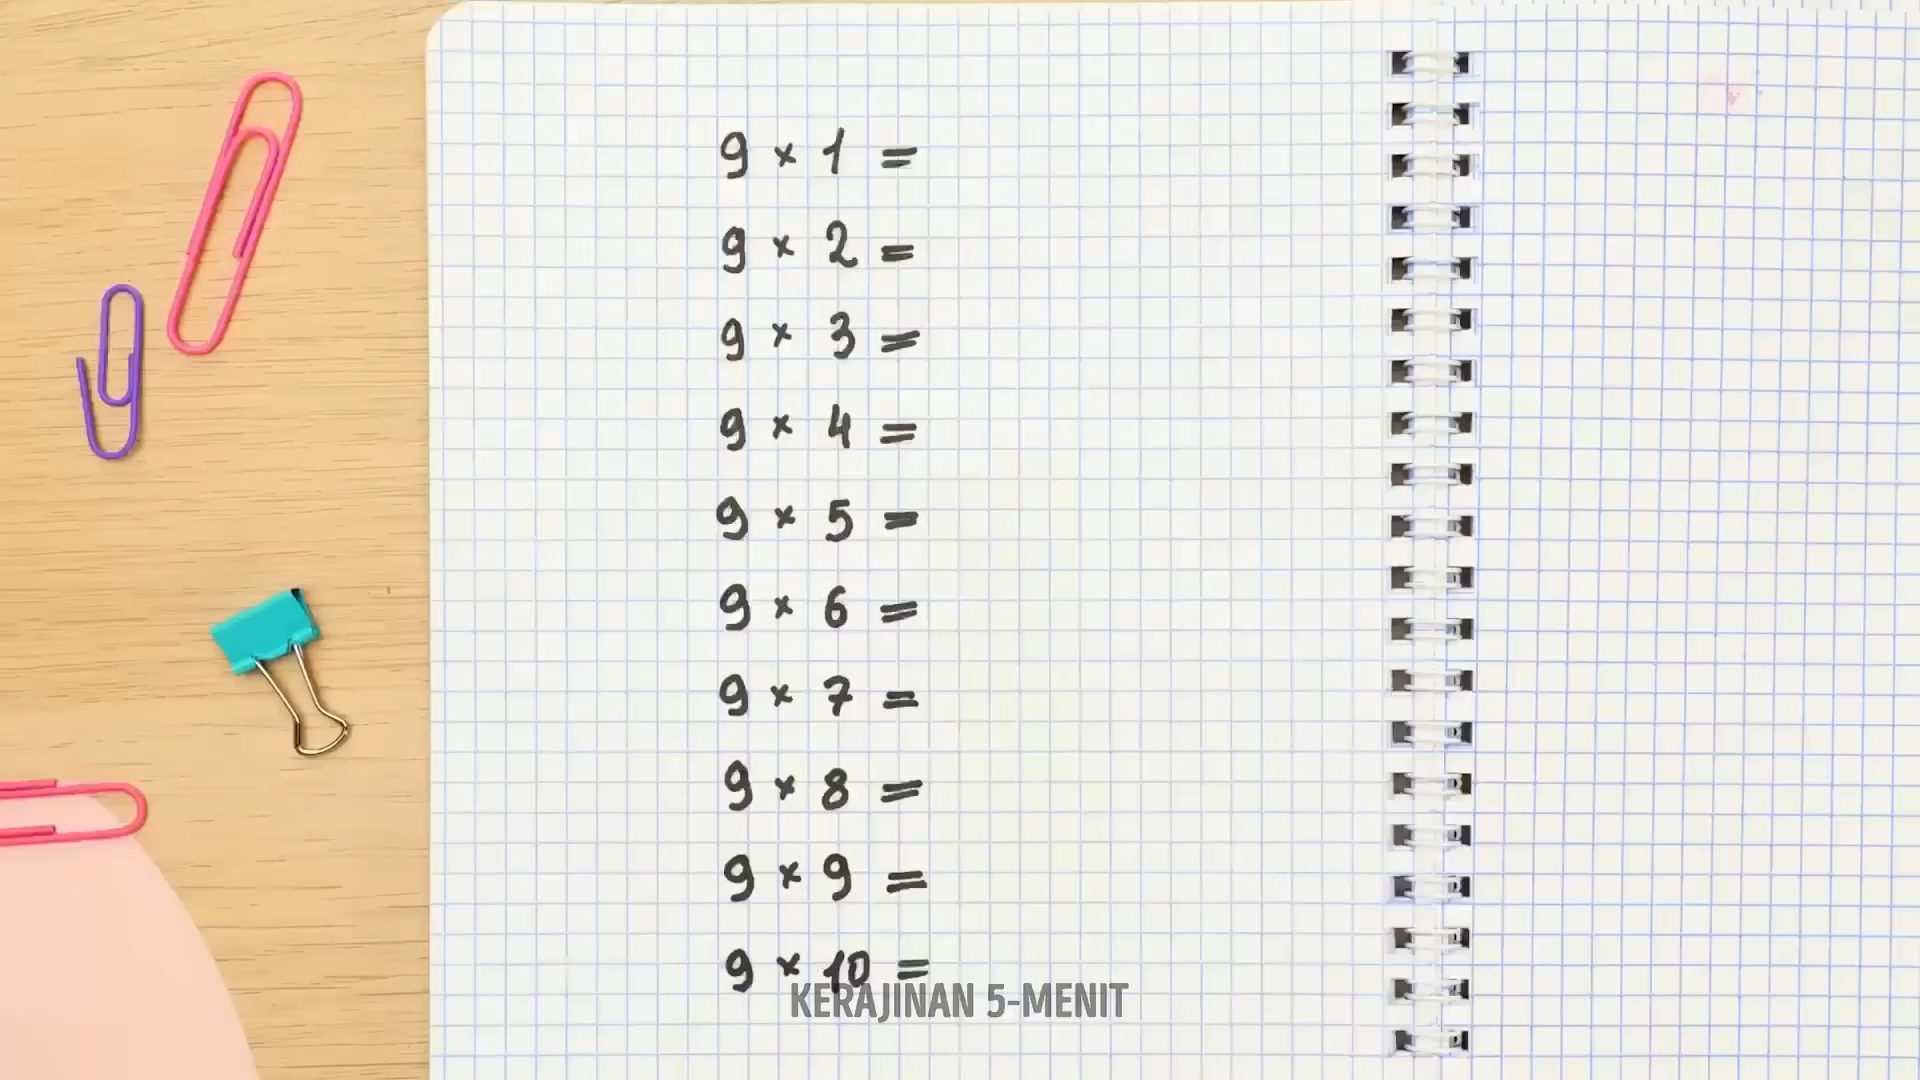 9 × 1 =
9 × 2 =
9 × 3 =
9 × 4 =
9 × 5 =
9 × 6 =
9 × 7 =
9 × 8 =
9 × 9 =
9 × 10 =
KERAJINAN 5-MENIT